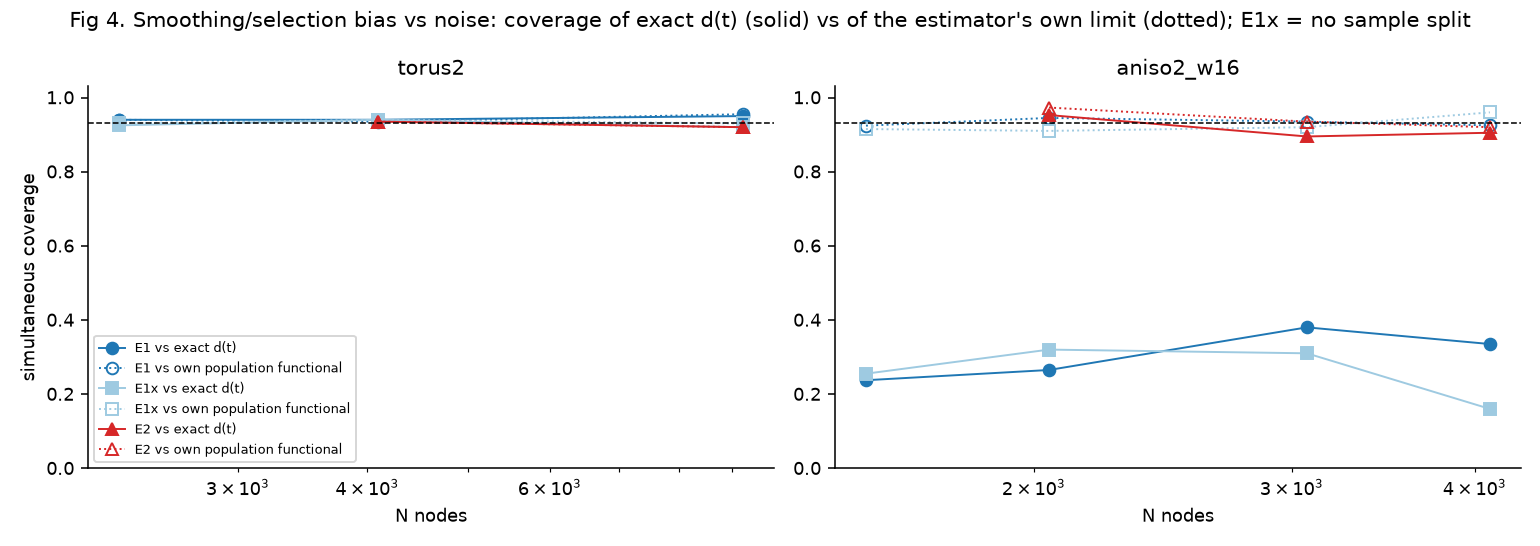 Fig 4. Smoothing/selection bias vs noise: coverage of exact d(t) (solid) vs of the estimator's own limit (dotted); E1x = no sample split
torus2
simultaneous coverage
1.0
0.8
0.6
0.4
0.2
0.0
E1 vs exact d(t)
E1 vs own population functional
E1x vs exact d(t)
E1x vs own population functional
E2 vs exact d(t)
E2 vs own population functional
3 × 10³
4 × 10³
6 × 10³
N nodes
aniso2_w16
1.0
0.8
0.6
0.4
0.2
0.0
2 × 10³
3 × 10³
4 × 10³
N nodes